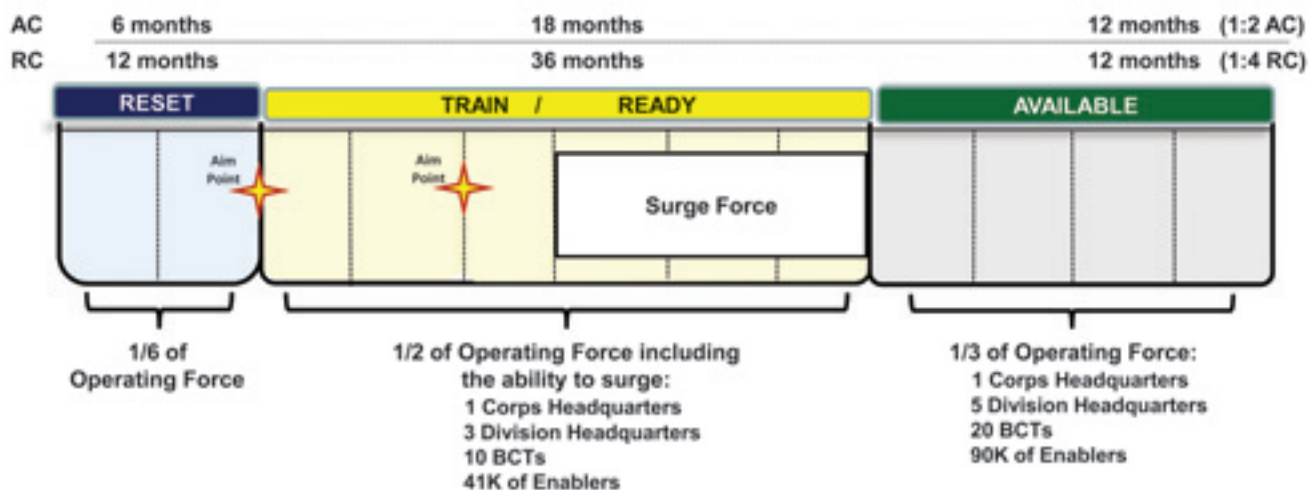 AC 6 months 18 months 12 months (1:2 AC)
RC 12 months 36 months 12 months (1:4 RC)
RESET TRAIN / READY AVAILABLE
Aim
Point
Aim
Point
Surge Force
1/6 of
Operating Force
1/2 of Operating Force including
the ability to surge:
1 Corps Headquarters
3 Division Headquarters
10 BCTs
41K of Enablers
1/3 of Operating Force:
1 Corps Headquarters
5 Division Headquarters
20 BCTs
90K of Enablers